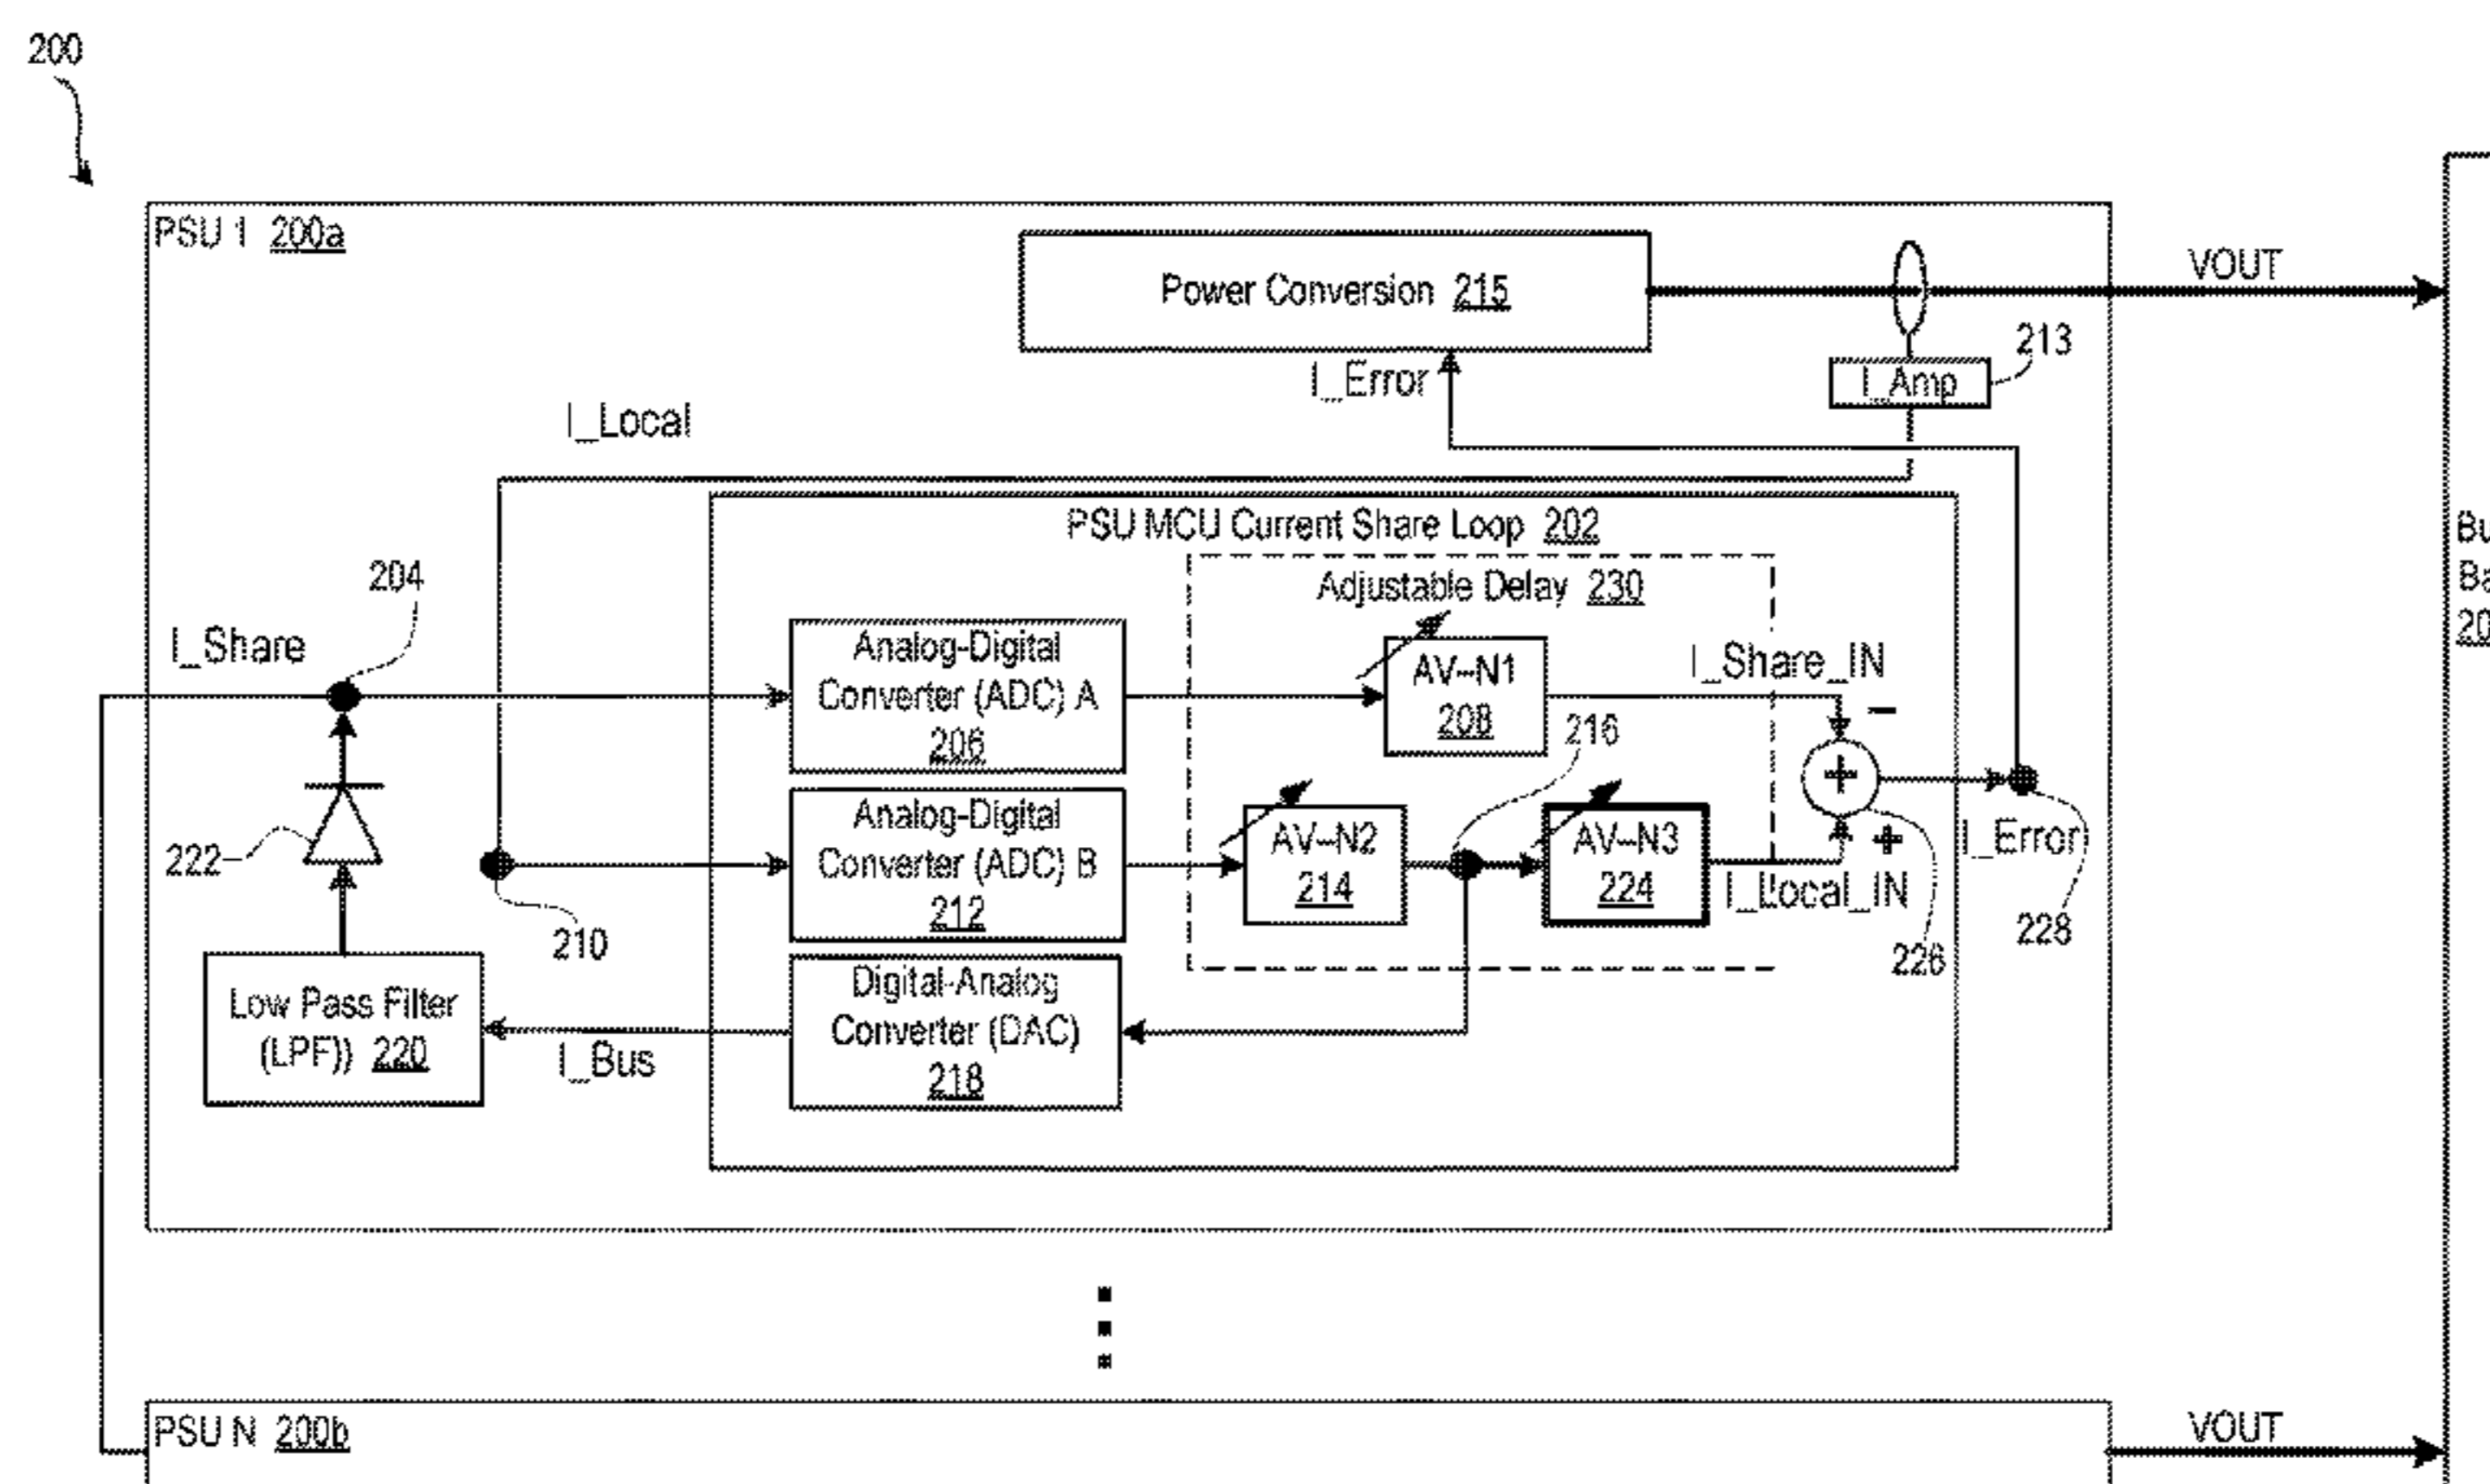 200
PSU 1 200a
Power Conversion 215
VOUT
213
I_Amp
I_Error
I_Local
PSU MCU Current Share Loop 202
Adjustable Delay 230
204
I_Share
Analog-Digital
Converter (ADC) A
206
AV-N1
208
I_Share_IN
−
216
+
222
Analog-Digital
Converter (ADC) B
212
AV-N2
214
AV-N3
224
+
I_Error
I_Local_IN
210
226
228
Low Pass Filter
(LPF)) 220
I_Bus
Digital-Analog
Converter (DAC)
218
PSU N 200b
VOUT